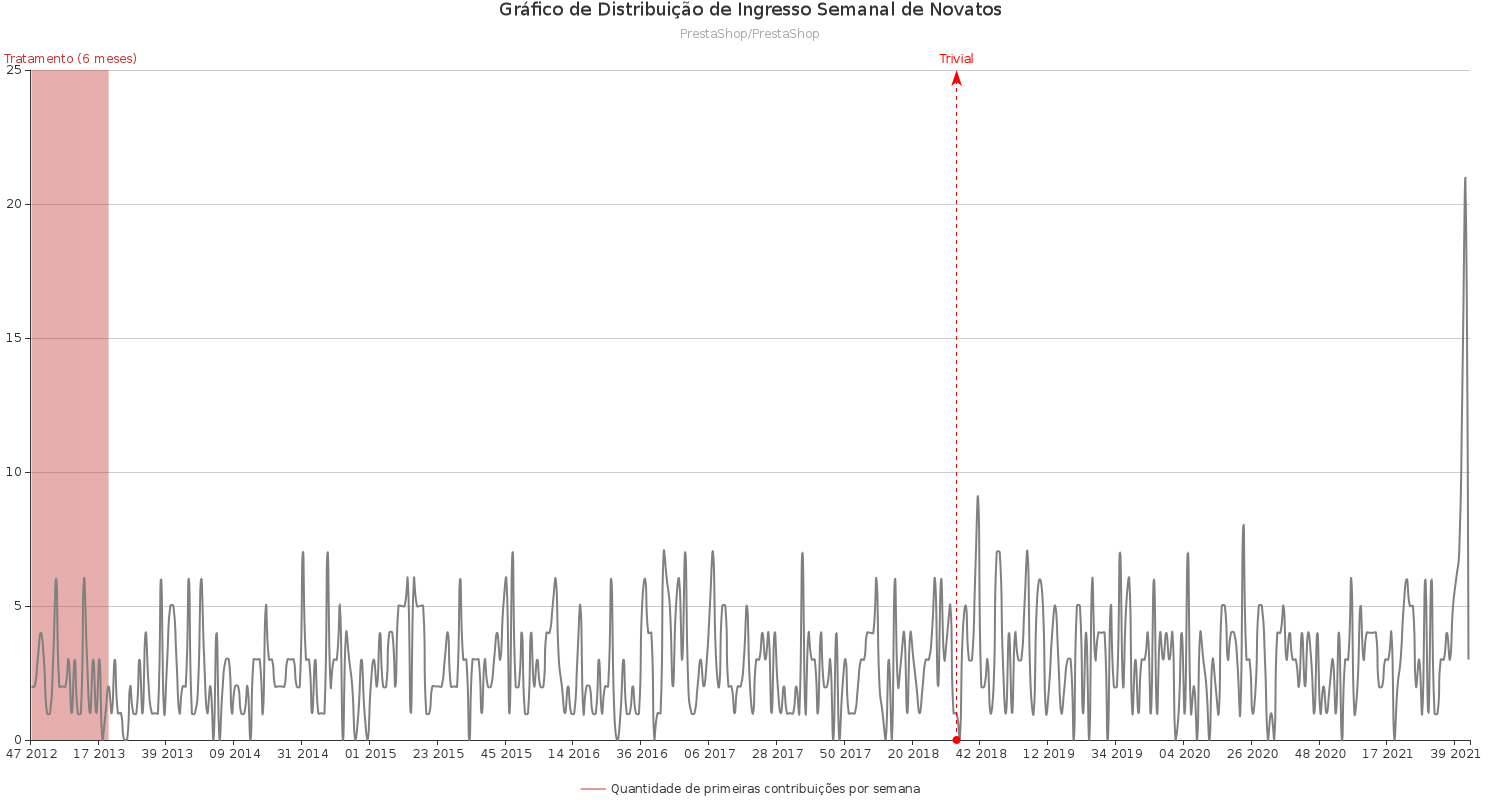 Gráfico de Distribuição de Ingresso Semanal de Novatos
PrestaShop/PrestaShop
Tratamento (6 meses)
Trivial
25
20
15
10
5
0
47 2012 17 2013 39 2013 09 2014 31 2014 01 2015 23 2015 45 2015 14 2016 36 2016 06 2017 28 2017 50 2017 20 2018 42 2018 12 2019 34 2019 04 2020 26 2020 48 2020 17 2021 39 2021
Quantidade de primeiras contribuições por semana